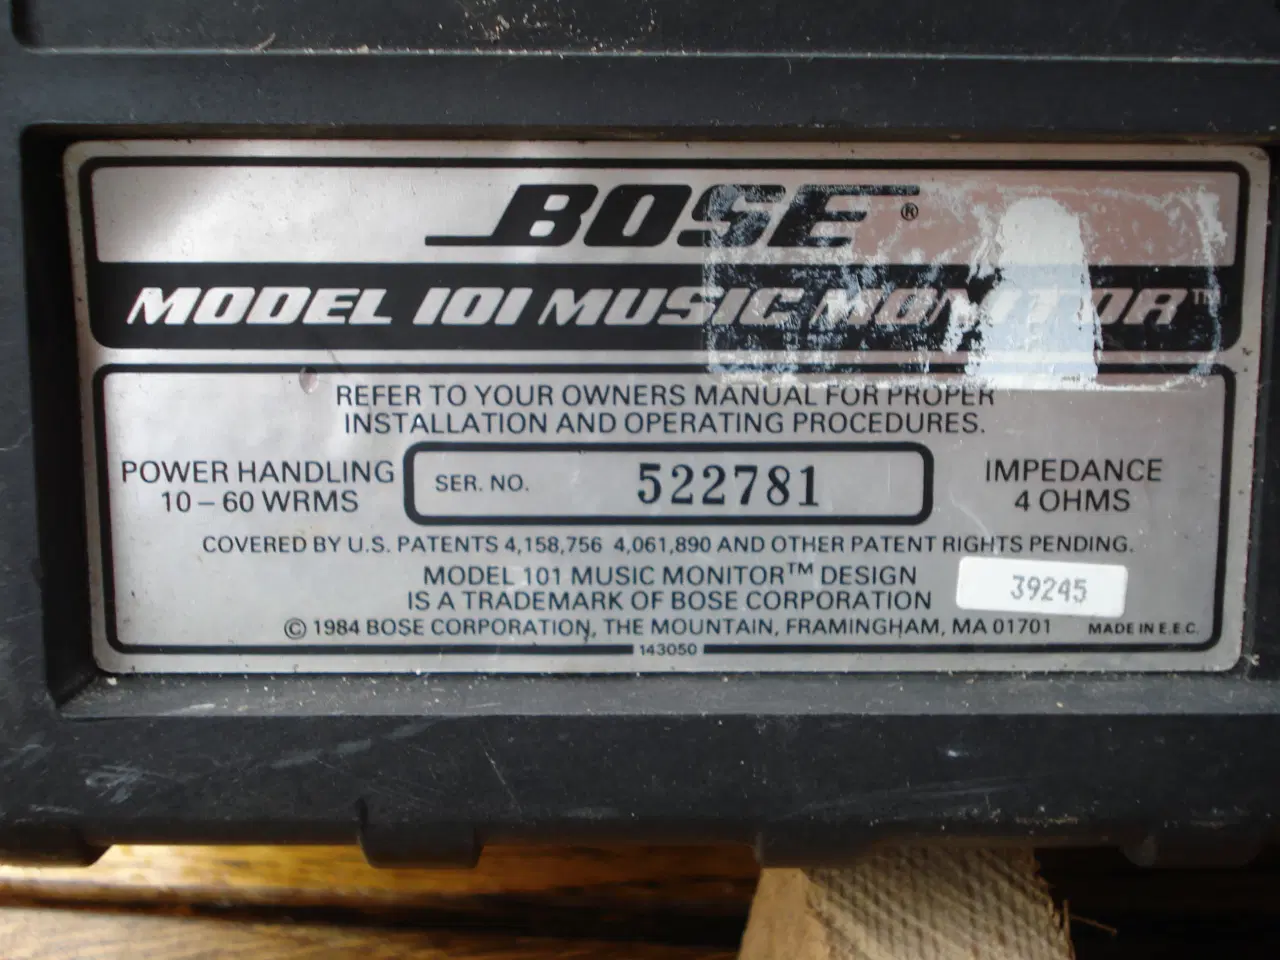 BOSE®
MODEL 101 MUSIC MONITOR™
REFER TO YOUR OWNERS MANUAL FOR PROPER
INSTALLATION AND OPERATING PROCEDURES.
POWER HANDLING
10 – 60 WRMS
SER. NO. 522781
IMPEDANCE
4 OHMS
COVERED BY U.S. PATENTS 4,158,756 4,061,890 AND OTHER PATENT RIGHTS PENDING.
MODEL 101 MUSIC MONITOR™ DESIGN
IS A TRADEMARK OF BOSE CORPORATION
39245
© 1984 BOSE CORPORATION, THE MOUNTAIN, FRAMINGHAM, MA 01701 MADE IN E.E.C.
143050